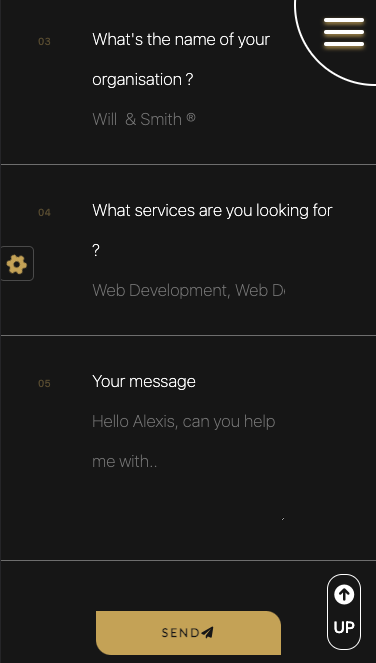 03
What's the name of your
organisation ?
Will & Smith ®
04
What services are you looking for
?
Web Development, Web D
05
Your message
Hello Alexis, can you help
me with..
UP
SEND